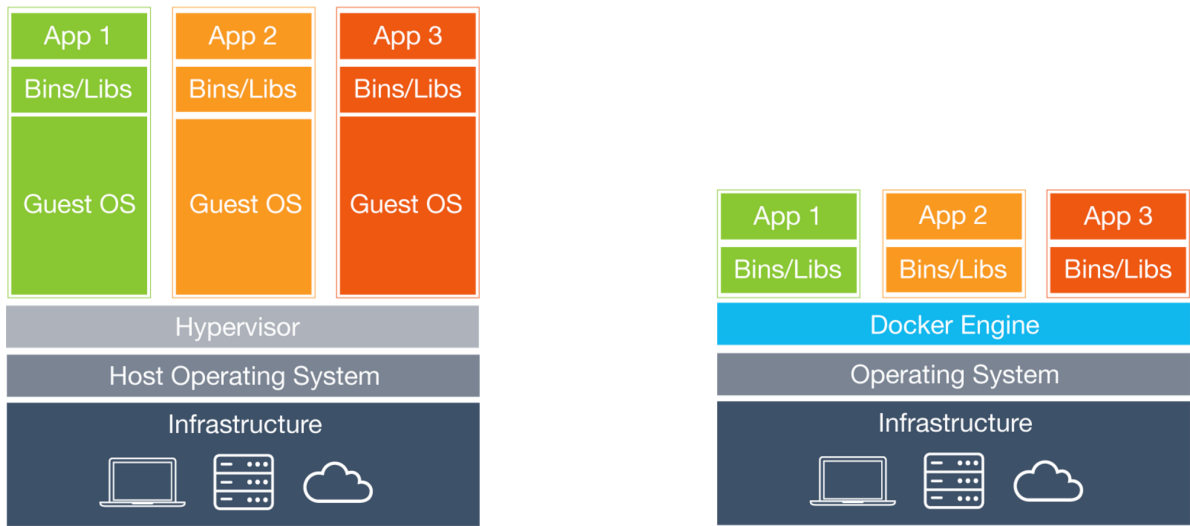 App 1
App 2
App 3
Bins/Libs
Bins/Libs
Bins/Libs
Guest OS
Guest OS
Guest OS
Hypervisor
Host Operating System
Infrastructure
App 1
App 2
App 3
Bins/Libs
Bins/Libs
Bins/Libs
Docker Engine
Operating System
Infrastructure